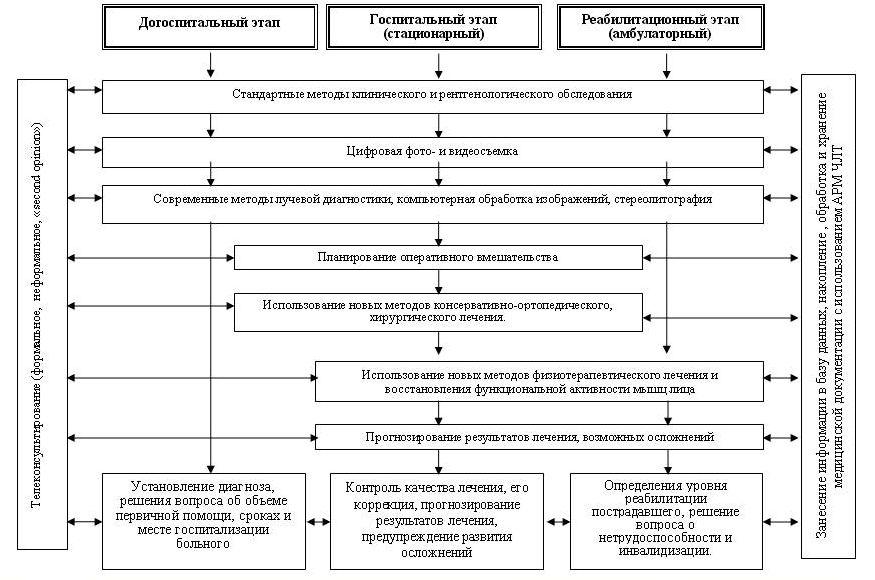 Догоспитальный этап
Госпитальный этап
(стационарный)
Реабилитационный этап
(амбулаторный)
Телеконсультирование (формальное, неформальное, «second opinion»)
Стандартные методы клинического и рентгенологического обследования
Цифровая фото- и видеосъемка
Современные методы лучевой диагностики, компьютерная обработка изображений, стереолитография
Планирование оперативного вмешательства
Использование новых методов консервативно-ортопедического,
хирургического лечения.
Использование новых методов физиотерапевтического лечения и
восстановления функциональной активности мышц лица
Прогнозирование результатов лечения, возможных осложнений
Установление диагноза,
решения вопроса об объеме
первичной помощи, сроках и
месте госпитализации
больного
Контроль качества лечения, его
коррекция, прогнозирование
результатов лечения,
предупреждение развития
осложнений
Определения уровня
реабилитации
пострадавшего, решение
вопроса о
нетрудоспособности и
инвалидизации.
Занесение информации в базу данных, накопление , обработка и хранение
медицинской документации с использованием АРМ ЧЛТ